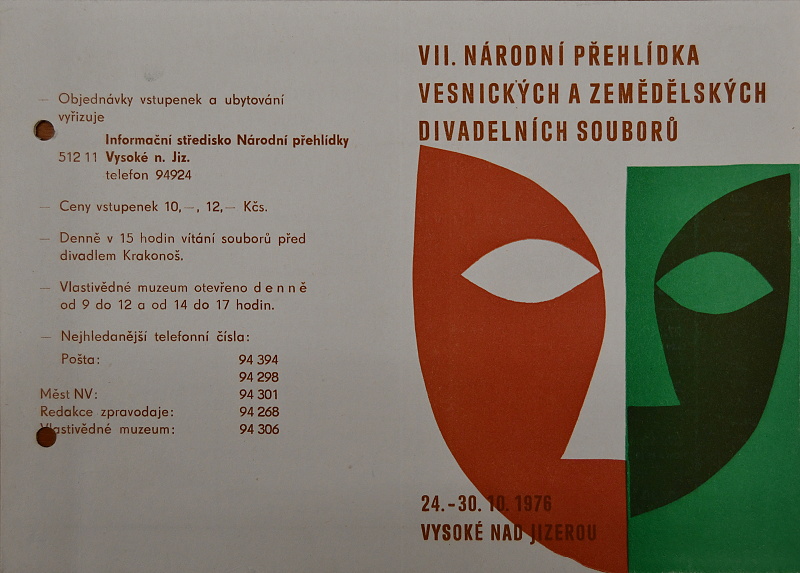 — Objednávky vstupenek a ubytování
vyřizuje
Informační středisko Národní přehlídky
512 11 Vysoké n. Jiz.
telefon 94924
— Ceny vstupenek 10,—, 12,— Kčs.
— Denně v 15 hodin vítání souborů před
divadlem Krakonoš.
— Vlastivědné muzeum otevřeno denně
od 9 do 12 a od 14 do 17 hodin.
— Nejhledanější telefonní čísla:
Pošta: 94 394
94 298
Měst NV: 94 301
Redakce zpravodaje: 94 268
Vlastivědné muzeum: 94 306
VII. NÁRODNÍ PŘEHLÍDKA
VESNICKÝCH A ZEMĚDĚLSKÝCH
DIVADELNÍCH SOUBORŮ
24.-30. 10. 1976
VYSOKÉ NAD JIZEROU